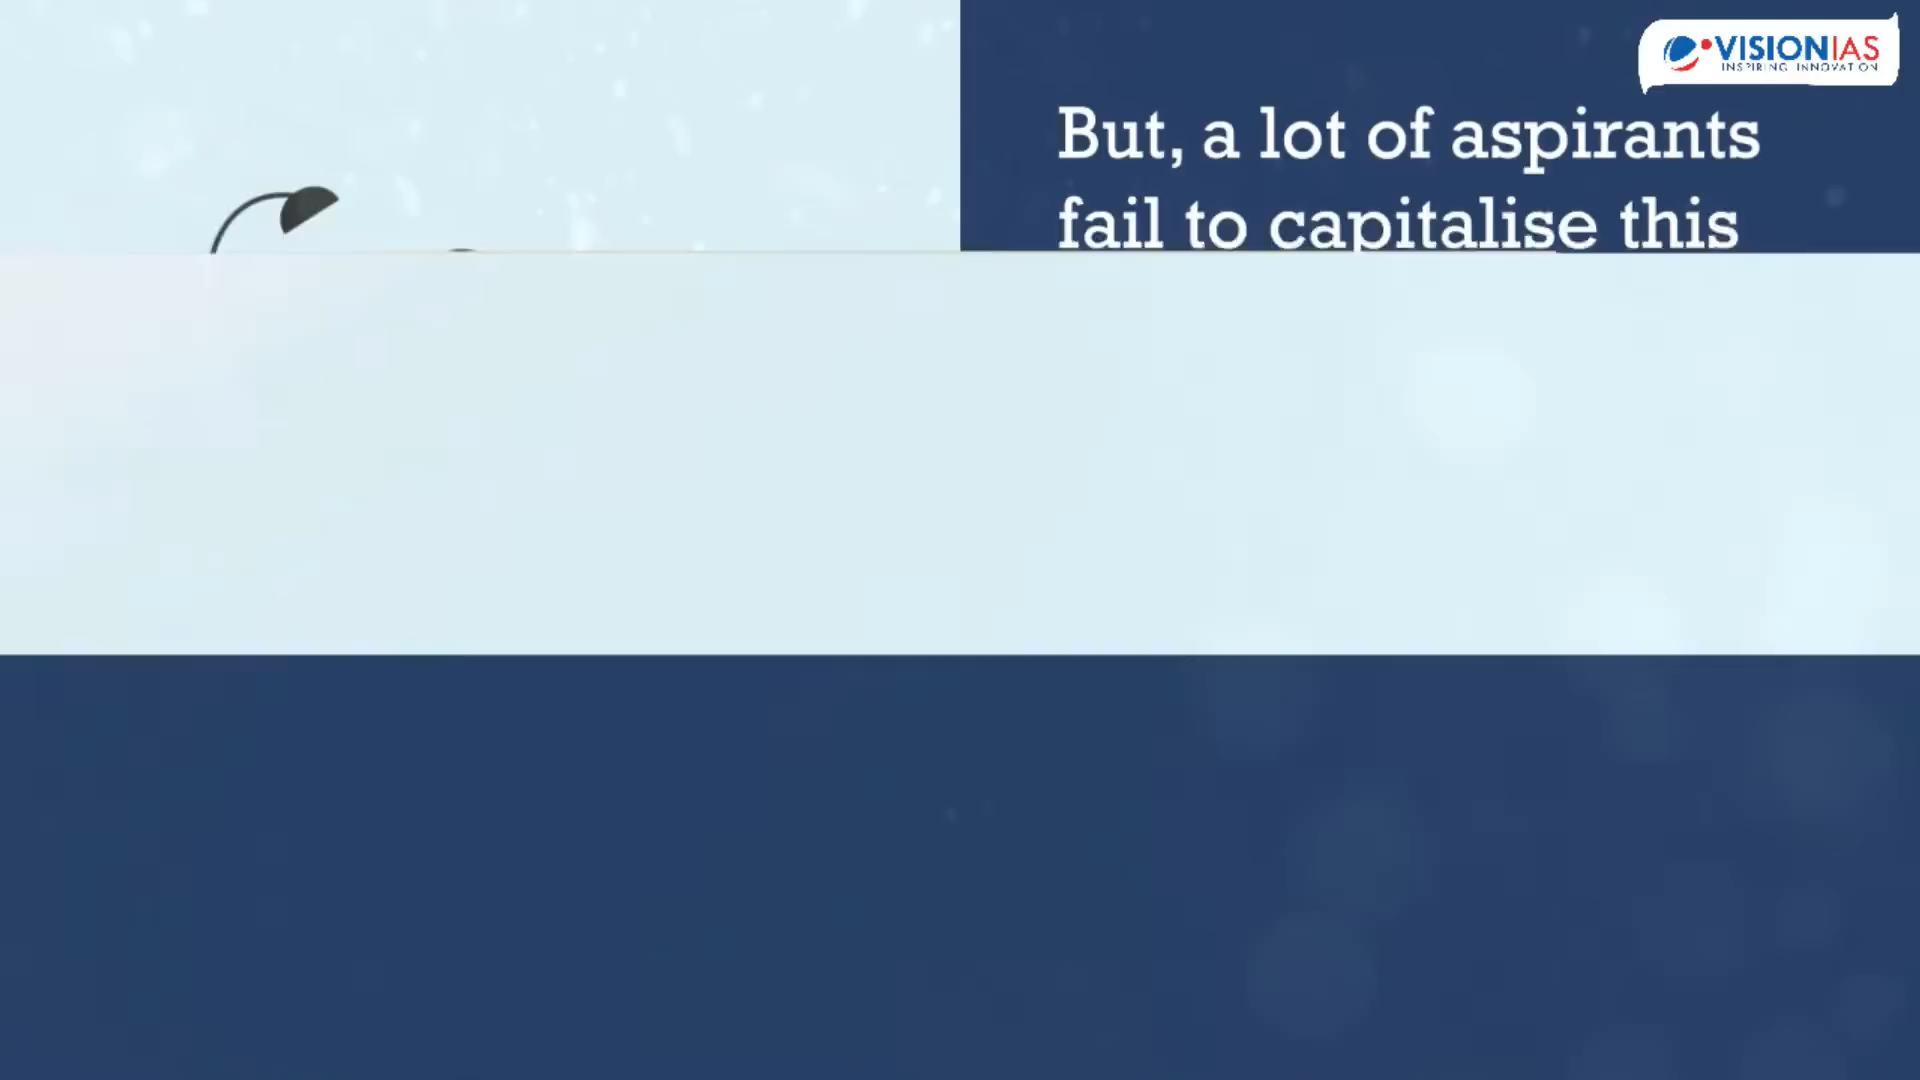 VISIONIAS
INSPIRING INNOVATION
But, a lot of aspirants
fail to capitalise this